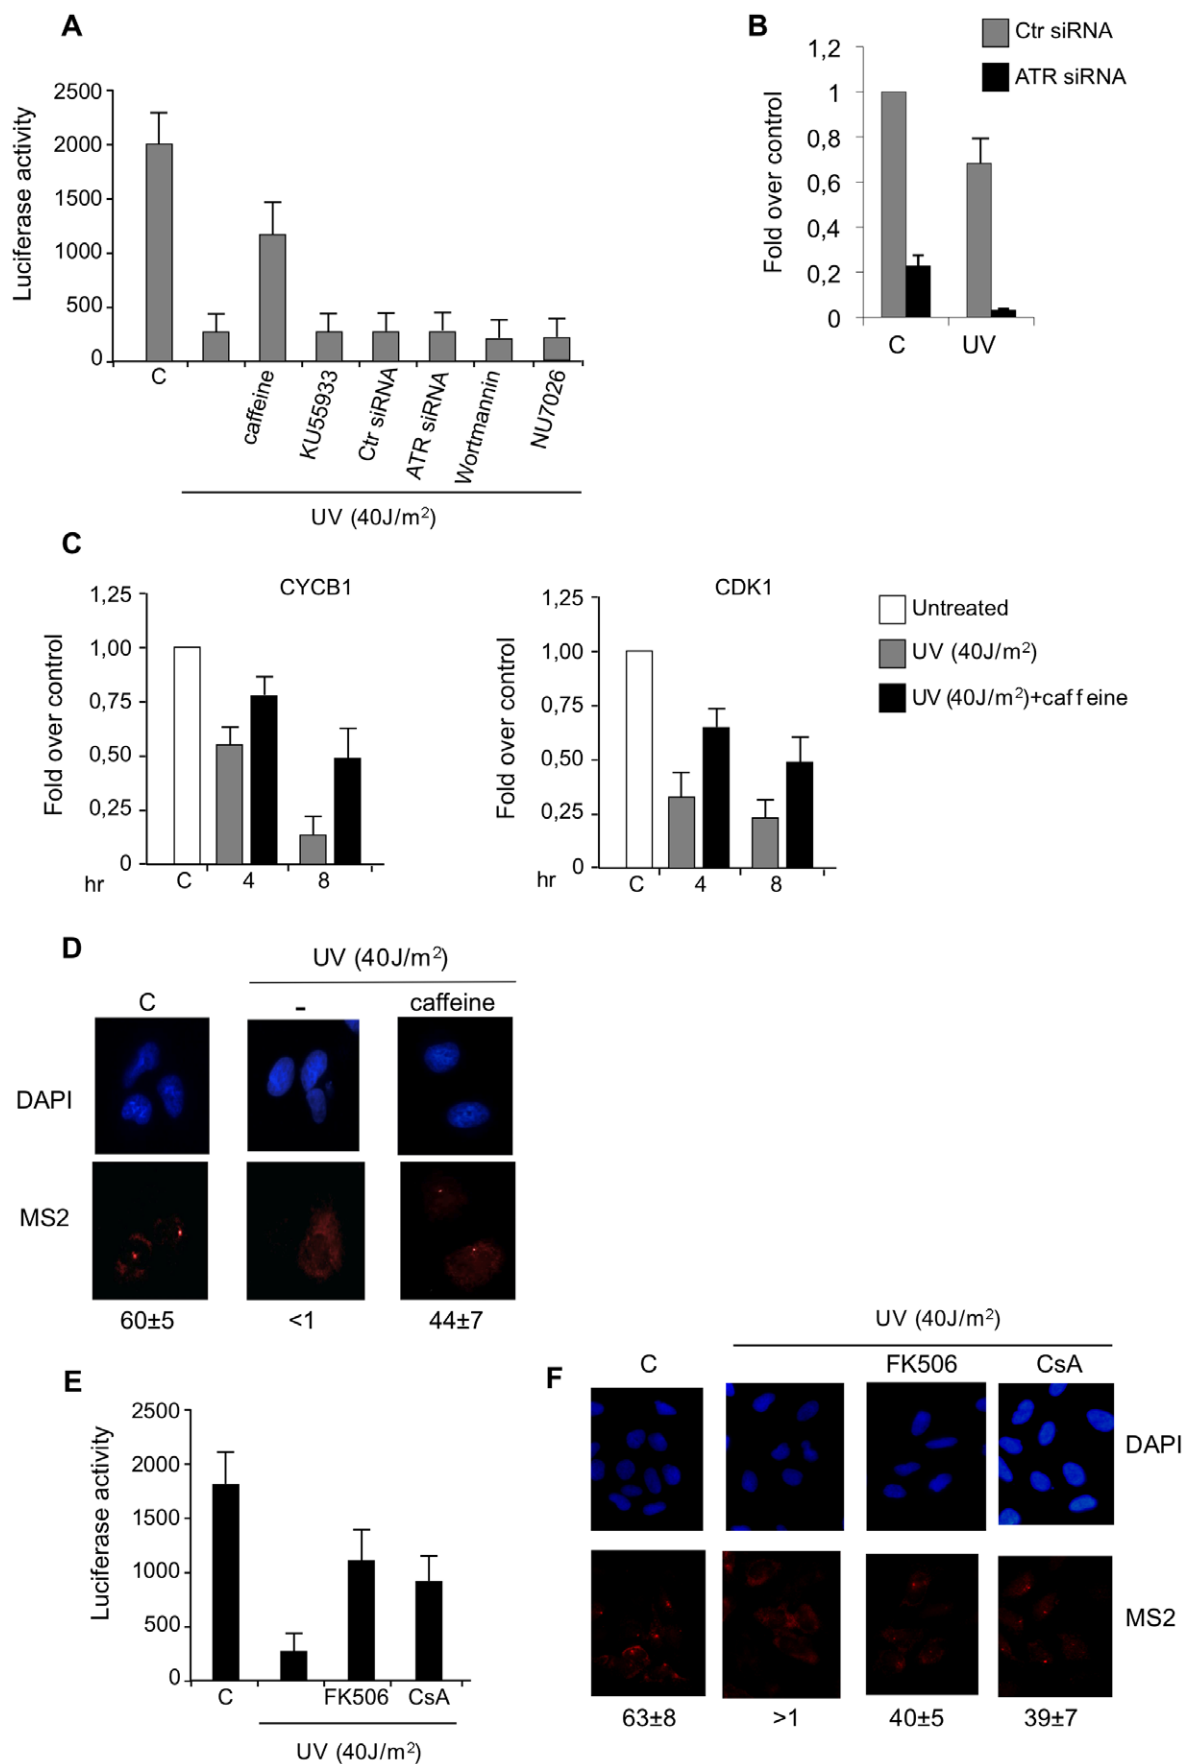 A
Luciferase activity
2500
2000
1500
1000
500
0
C
caffeine
KU55933
Ctr siRNA
ATR siRNA
Wortmannin
NU7026
UV (40J/m²)
B
Ctr siRNA
ATR siRNA
Fold over control
1,2
1
0,8
0,6
0,4
0,2
0
C UV
C
CYCB1
Fold over control
1,25
1,00
0,75
0,50
0,25
0
hr C 4 8
CDK1
Fold over control
1,25
1,00
0,75
0,50
0,25
0
hr C 4 8
Untreated
UV (40J/m²)
UV (40J/m²)+caffeine
D
UV (40J/m²)
C - caffeine
DAPI
MS2
60±5 <1 44±7
E
Luciferase activity
2500
2000
1500
1000
500
0
C FK506 CsA
UV (40J/m²)
F
UV (40J/m²)
C FK506 CsA
DAPI
MS2
63±8 >1 40±5 39±7